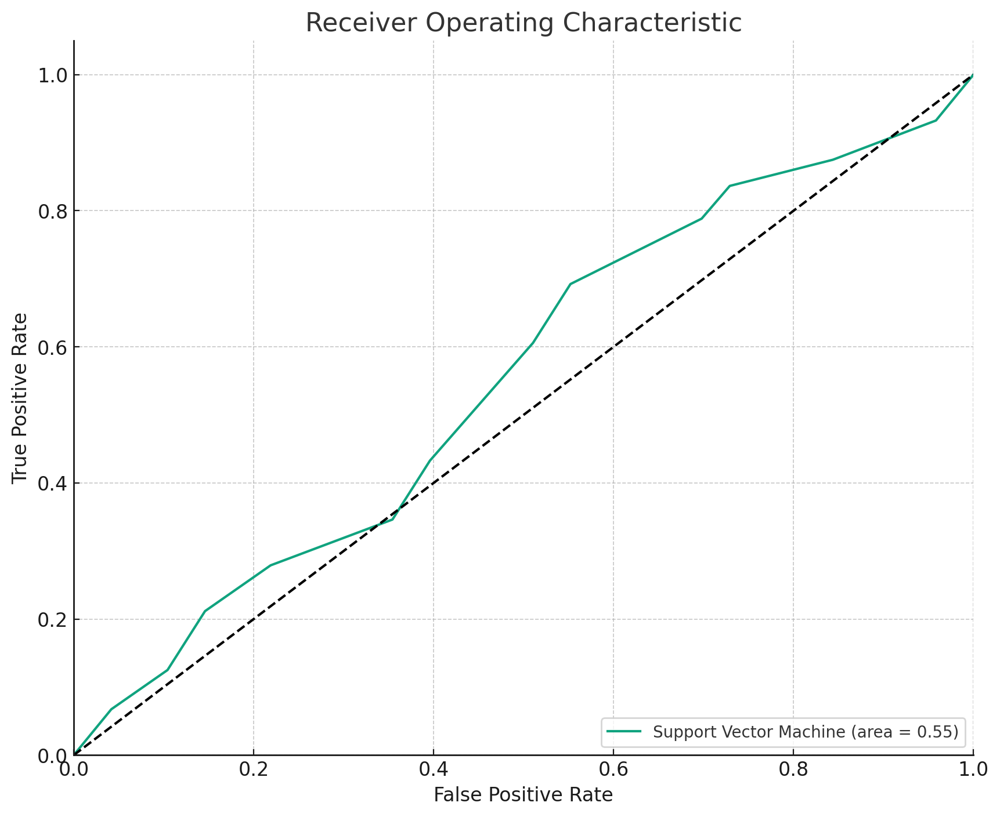 Receiver Operating Characteristic
1.0
0.8
0.6
0.4
0.2
0.0
True Positive Rate
Support Vector Machine (area = 0.55)
0.0 0.2 0.4 0.6 0.8 1.0
False Positive Rate